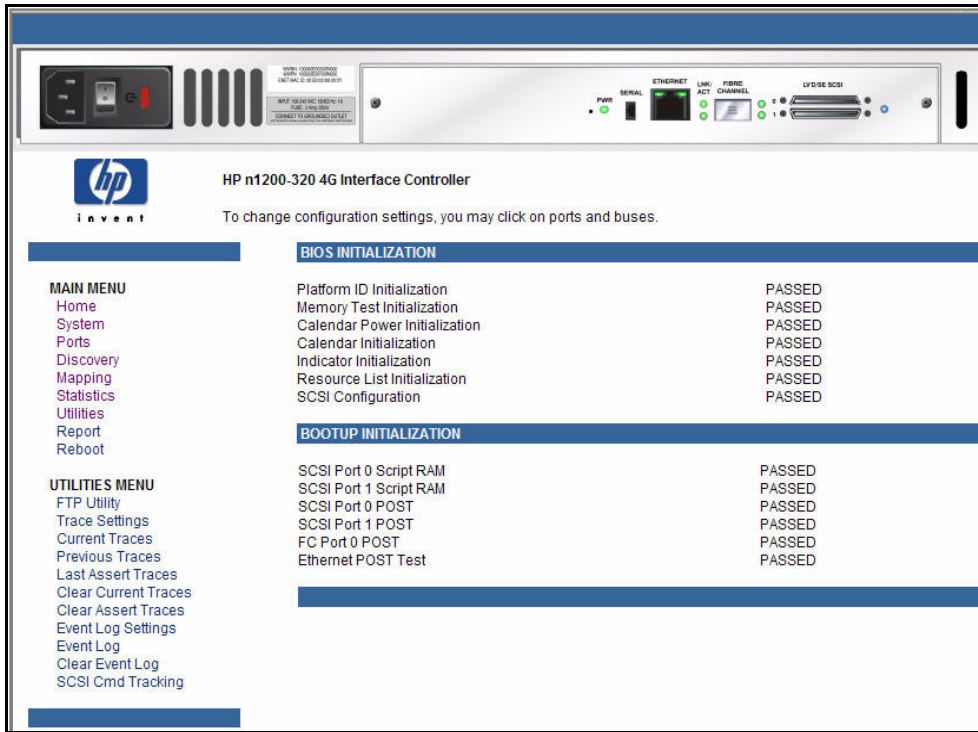 CONNECT TO GROUNDED OUTLET
PWR
SERIAL
ETHERNET
LNK/
ACT
FIBRE
CHANNEL
0
1
LVD/SE SCSI
0
1
hp
invent
HP n1200-320 4G Interface Controller
To change configuration settings, you may click on ports and buses.
MAIN MENU
Home
System
Ports
Discovery
Mapping
Statistics
Utilities
Report
Reboot
UTILITIES MENU
FTP Utility
Trace Settings
Current Traces
Previous Traces
Last Assert Traces
Clear Current Traces
Clear Assert Traces
Event Log Settings
Event Log
Clear Event Log
SCSI Cmd Tracking
BIOS INITIALIZATION
Platform ID Initialization PASSED
Memory Test Initialization PASSED
Calendar Power Initialization PASSED
Calendar Initialization PASSED
Indicator Initialization PASSED
Resource List Initialization PASSED
SCSI Configuration PASSED
BOOTUP INITIALIZATION
SCSI Port 0 Script RAM PASSED
SCSI Port 1 Script RAM PASSED
SCSI Port 0 POST PASSED
SCSI Port 1 POST PASSED
FC Port 0 POST PASSED
Ethernet POST Test PASSED